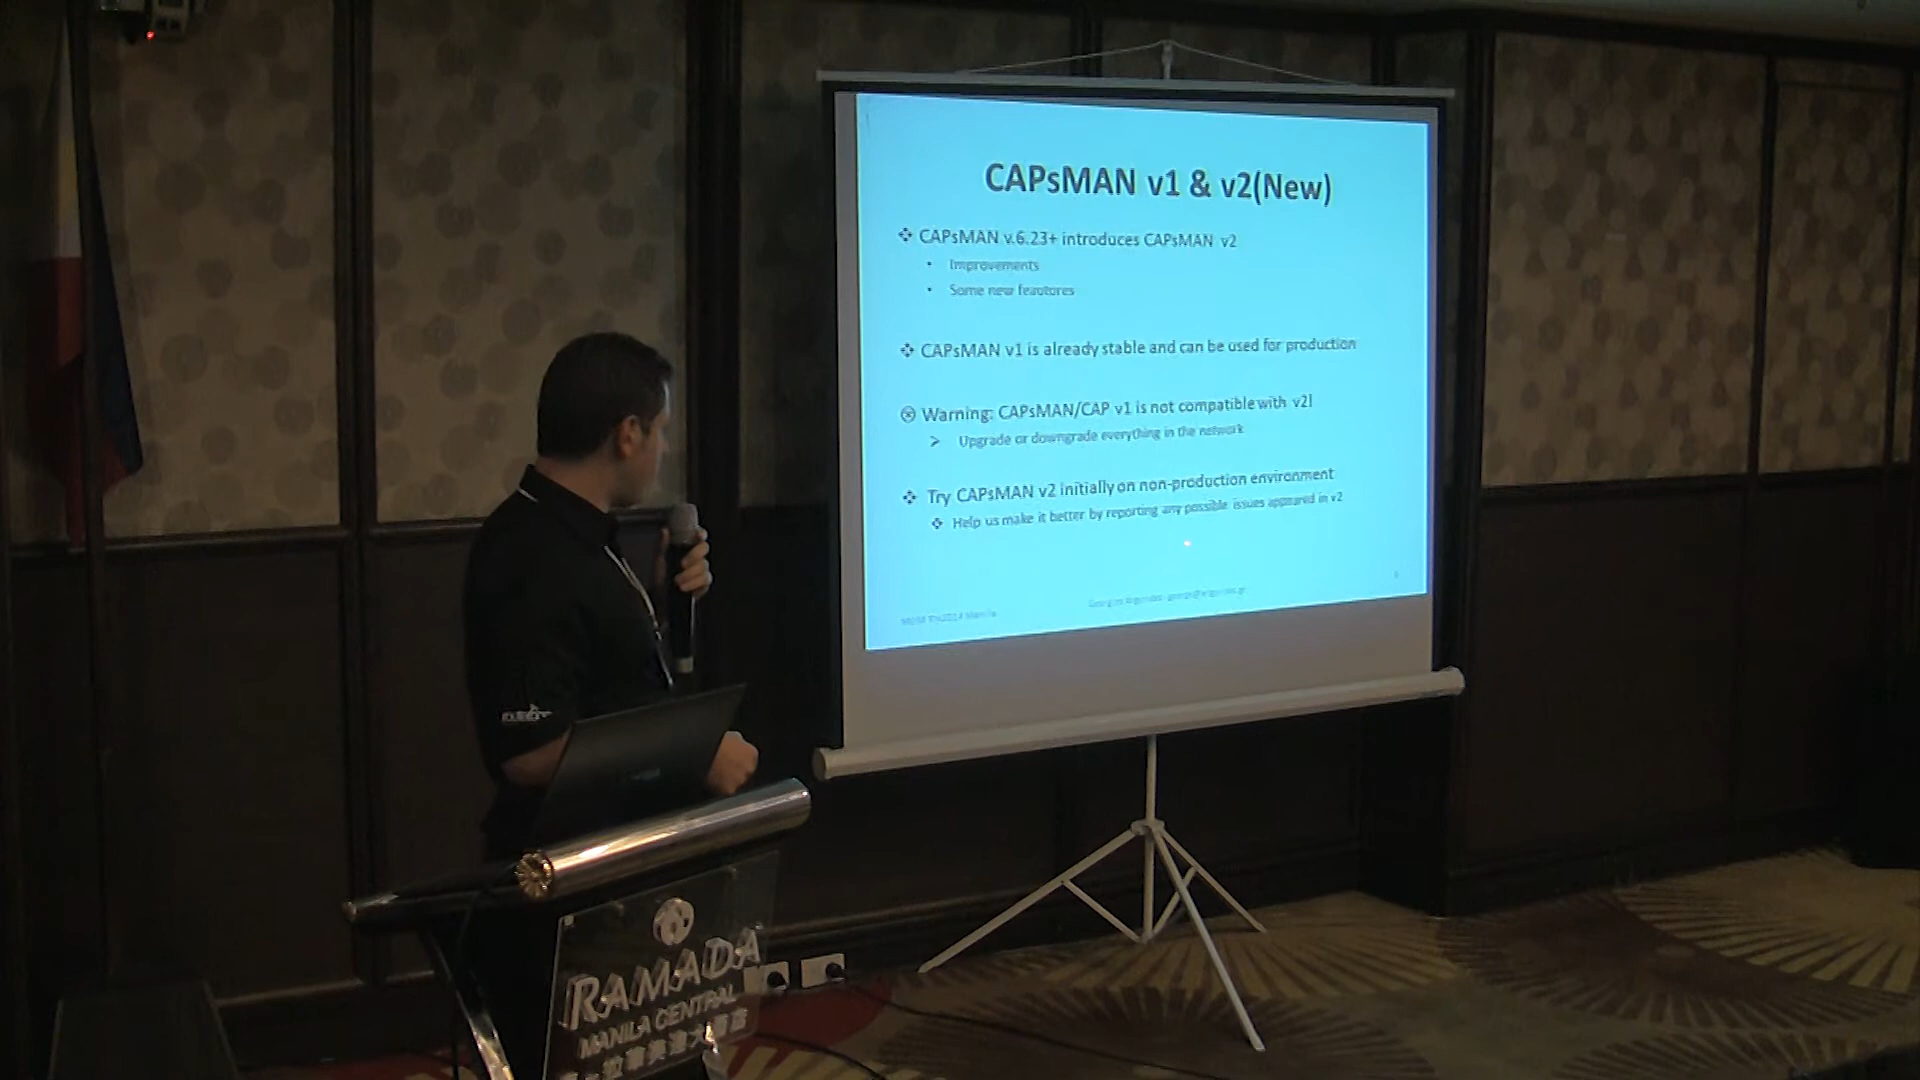 CAPsMAN v1 & v2(New)
CAPsMAN v.6.23+ introduces CAPsMAN v2
Improvements
Some new feautores
CAPsMAN v1 is already stable and can be used for production
Warning: CAPsMAN/CAP v1 is not compatible with v2!
Upgrade or downgrade everything in the network
Try CAPsMAN v2 initially on non-production environment
Help us make it better by reporting any possible issues appeared in v2
Manila
RAMADA
MANILA CENTRAL